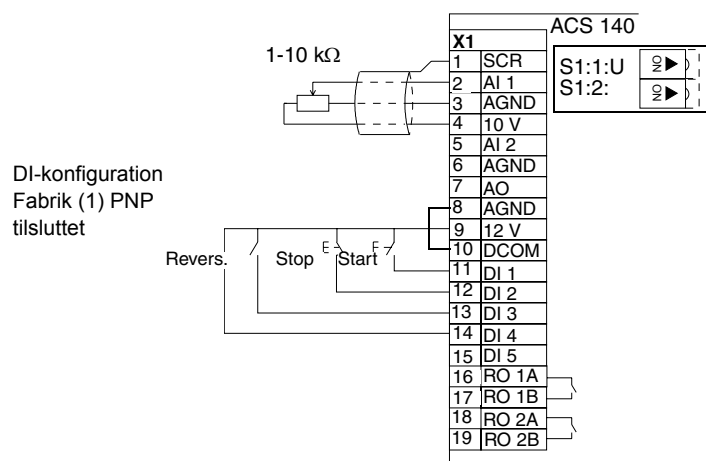 ACS 140
X1
1-10 kΩ
1 SCR
2 AI 1
3 AGND
4 10 V
5 AI 2
6 AGND
7 AO
8 AGND
9 12 V
10 DCOM
11 DI 1
12 DI 2
13 DI 3
14 DI 4
15 DI 5
16 RO 1A
17 RO 1B
18 RO 2A
19 RO 2B
S1:1:U
S1:2:
ON
ON
DI-konfiguration
Fabrik (1) PNP
tilsluttet
Revers. Stop Start